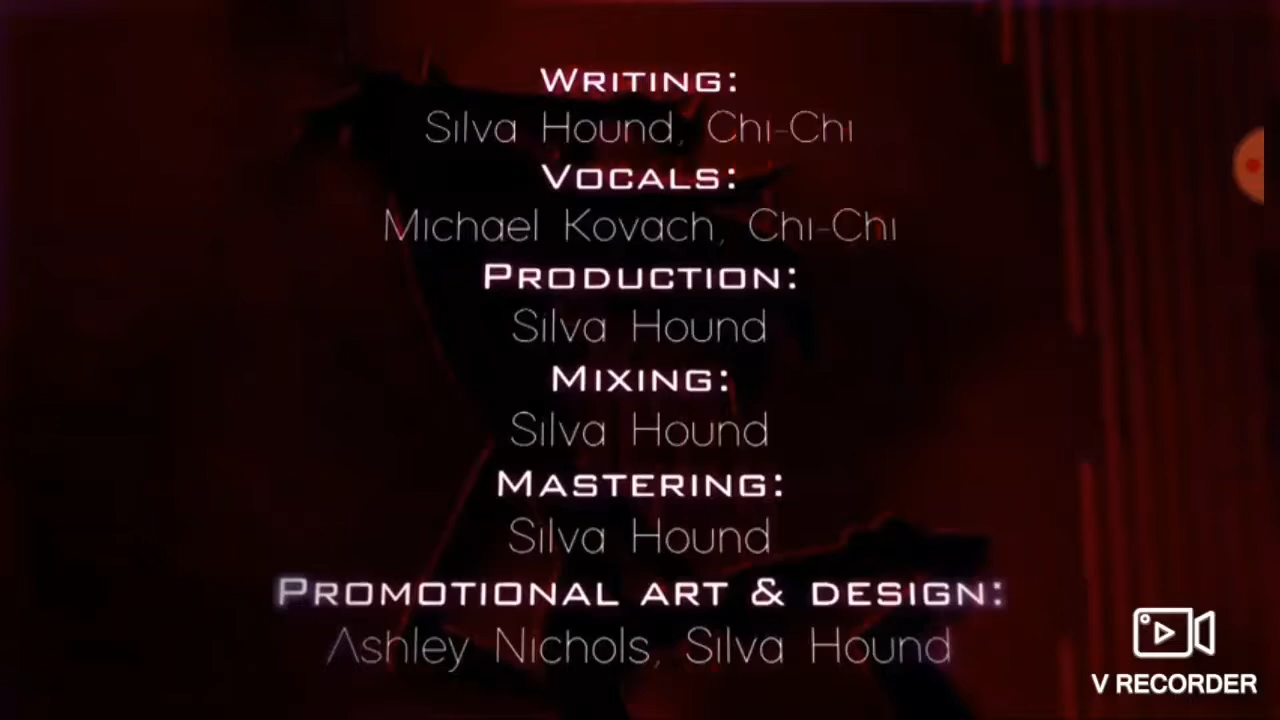 WRITING:
Silva Hound, Chi-Chi
VOCALS:
Michael Kovach, Chi-Chi
PRODUCTION:
Silva Hound
MIXING:
Silva Hound
MASTERING:
Silva Hound
PROMOTIONAL ART & DESIGN:
Ashley Nichols, Silva Hound
V RECORDER